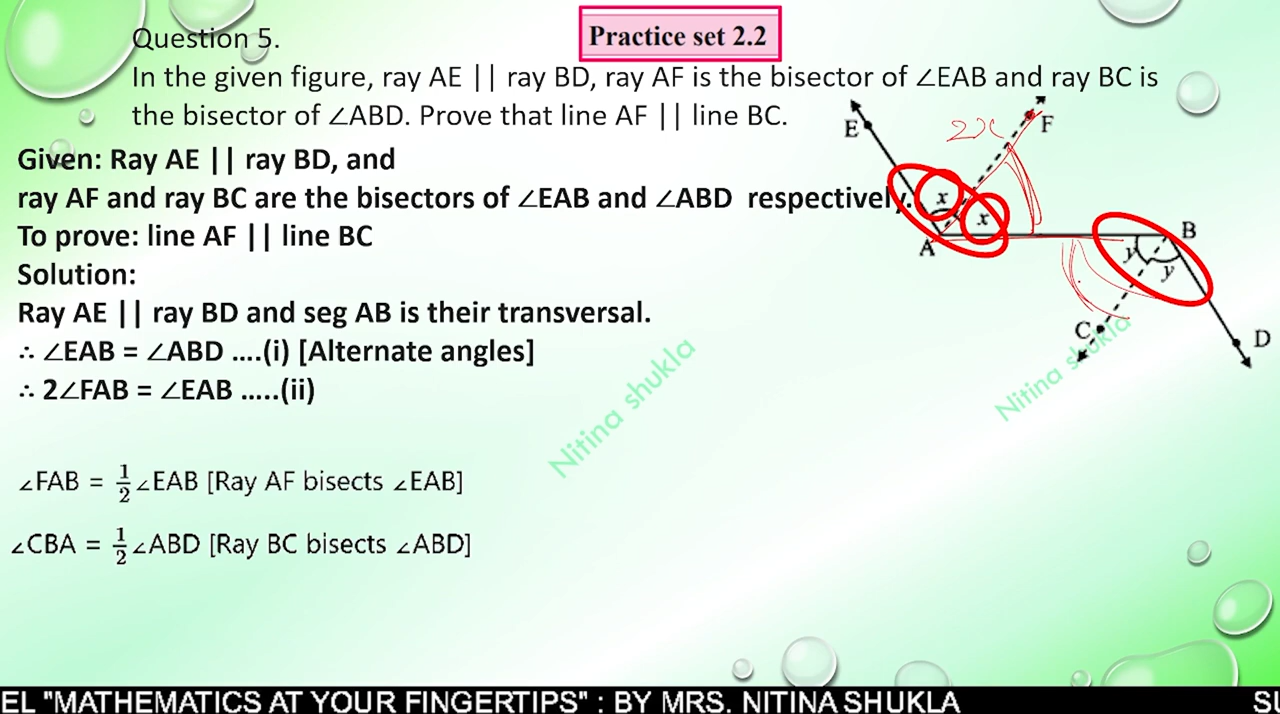 Question 5.
Practice set 2.2
In the given figure, ray AE || ray BD, ray AF is the bisector of ∠EAB and ray BC is
the bisector of ∠ABD. Prove that line AF || line BC.
Given: Ray AE || ray BD, and
ray AF and ray BC are the bisectors of ∠EAB and ∠ABD respectively.
To prove: line AF || line BC
Solution:
Ray AE || ray BD and seg AB is their transversal.
∴ ∠EAB = ∠ABD ....(i) [Alternate angles]
∴ 2∠FAB = ∠EAB .....(ii)
∠FAB = 1/2 ∠EAB [Ray AF bisects ∠EAB]
∠CBA = 1/2 ∠ABD [Ray BC bisects ∠ABD]
E
2x
F
x
x
A
B
y
y
C
D
Nitina shukla
Nitina shukla
EL "MATHEMATICS AT YOUR FINGERTIPS" : BY MRS. NITINA SHUKLA
SU